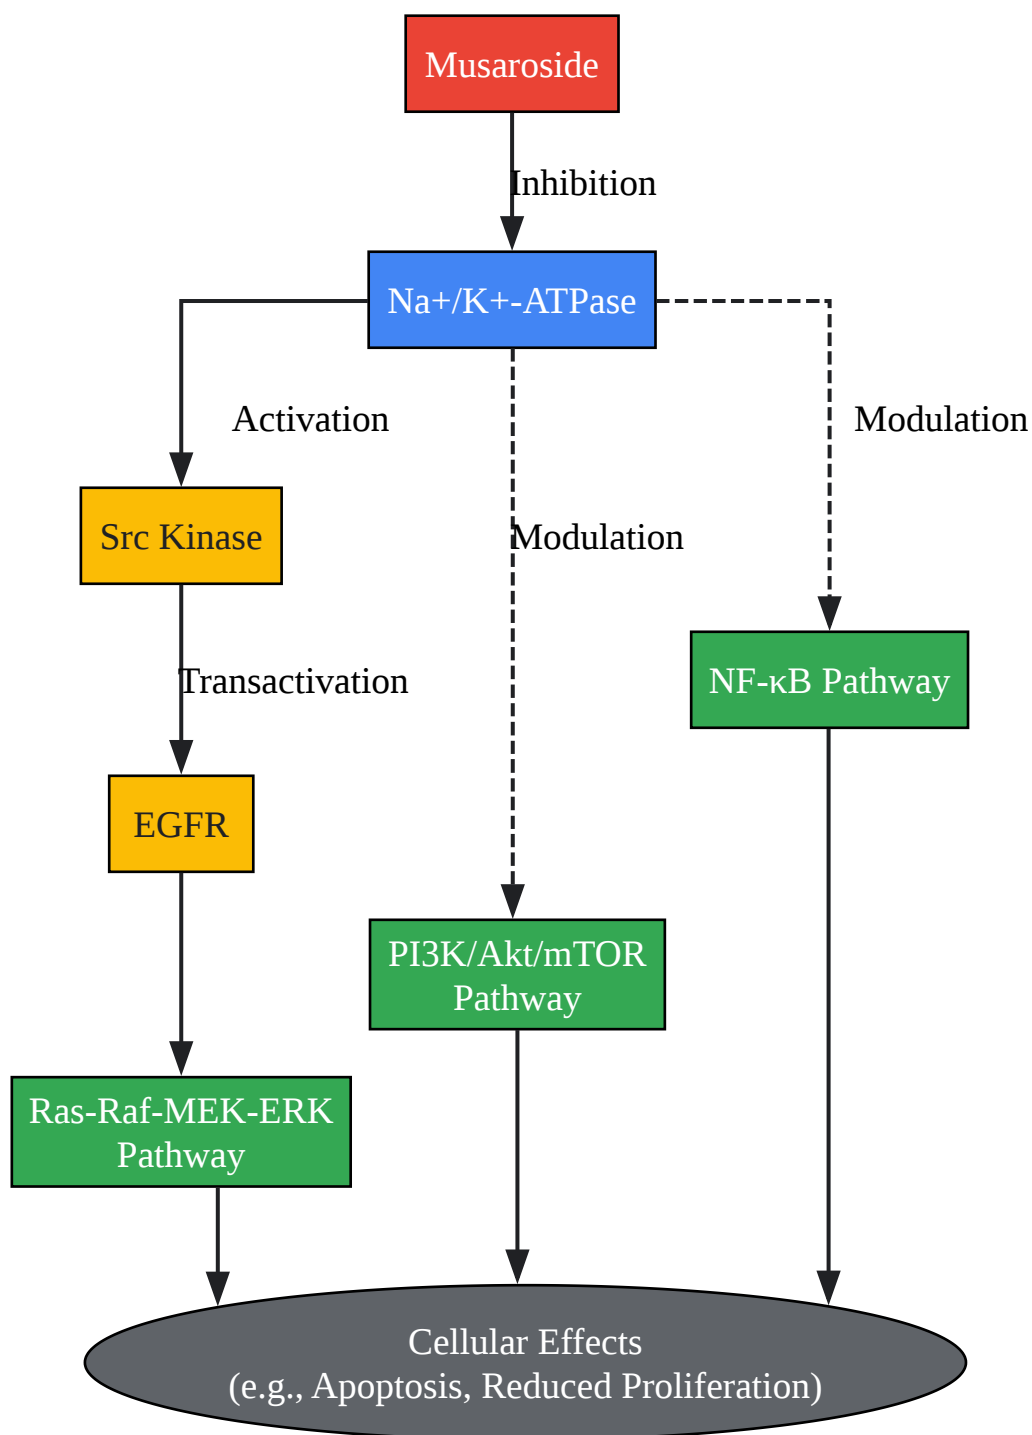 Musaroside
Inhibition
Na+/K+-ATPase
Activation
Modulation
Src Kinase
Modulation
Transactivation
NF-κB Pathway
EGFR
PI3K/Akt/mTOR
Pathway
Ras-Raf-MEK-ERK
Pathway
Cellular Effects
(e.g., Apoptosis, Reduced Proliferation)